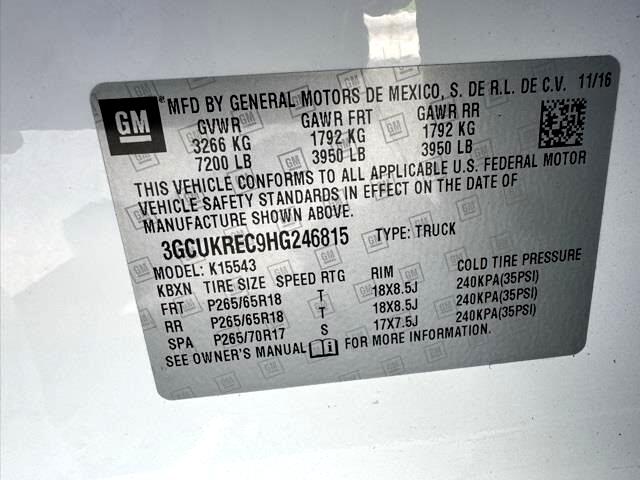 GM ® MFD BY GENERAL MOTORS DE MEXICO, S. DE R.L. DE C.V. 11/16
GVWR GAWR FRT GAWR RR
3266 KG 1792 KG 1792 KG
7200 LB 3950 LB 3950 LB
THIS VEHICLE CONFORMS TO ALL APPLICABLE U.S. FEDERAL MOTOR
VEHICLE SAFETY STANDARDS IN EFFECT ON THE DATE OF
MANUFACTURE SHOWN ABOVE.
3GCUKREC9HG246815 TYPE: TRUCK
MODEL: K15543
KBXN TIRE SIZE SPEED RTG RIM COLD TIRE PRESSURE
FRT P265/65R18 T 18X8.5J 240KPA(35PSI)
RR P265/65R18 T 18X8.5J 240KPA(35PSI)
SPA P265/70R17 S 17X7.5J 240KPA(35PSI)
SEE OWNER'S MANUAL i FOR MORE INFORMATION.